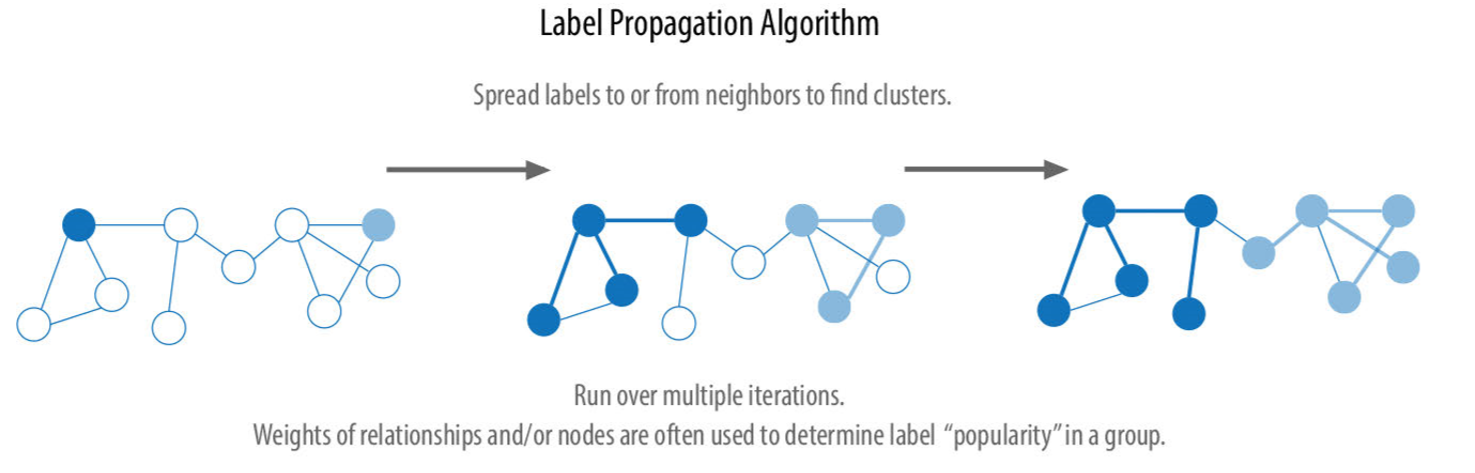 Label Propagation Algorithm
Spread labels to or from neighbors to find clusters.
Run over multiple iterations.
Weights of relationships and/or nodes are often used to determine label “popularity” in a group.